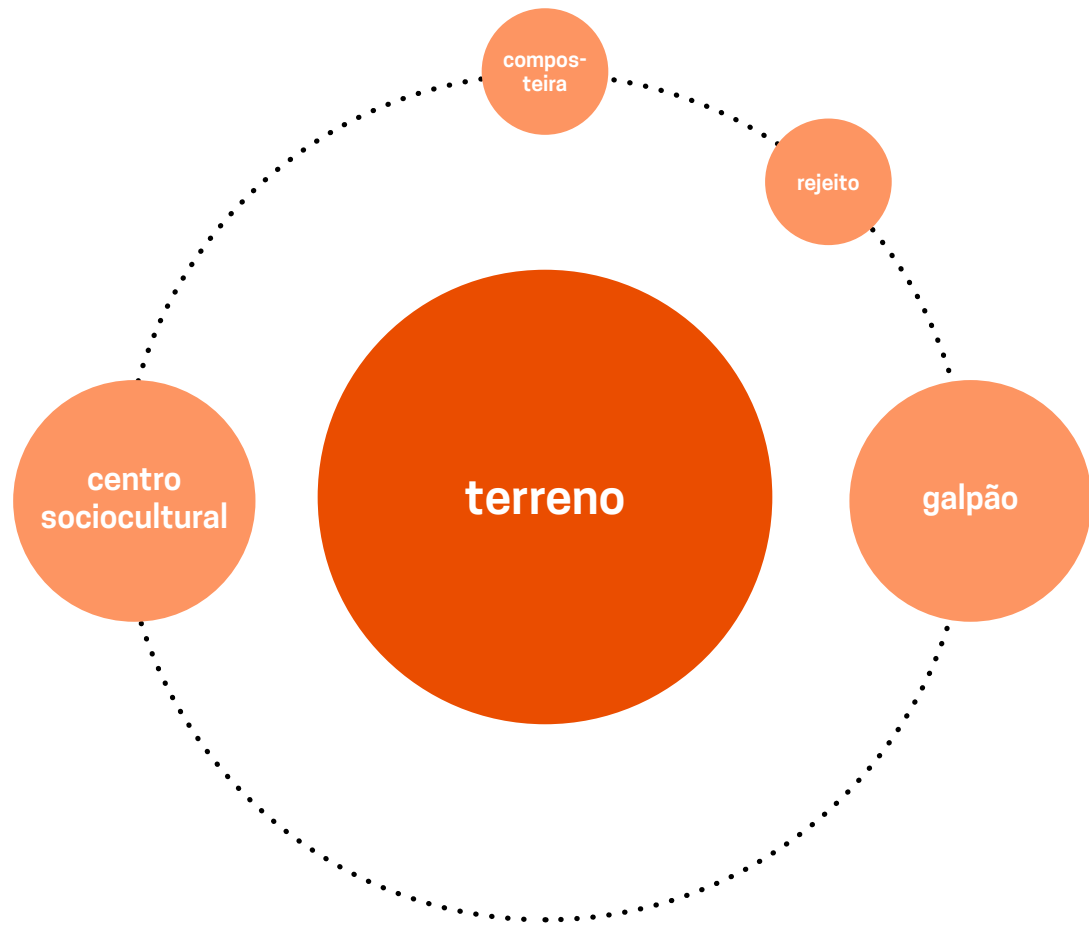 compos-
teira
rejeito
centro
sociocultural
terreno
galpão